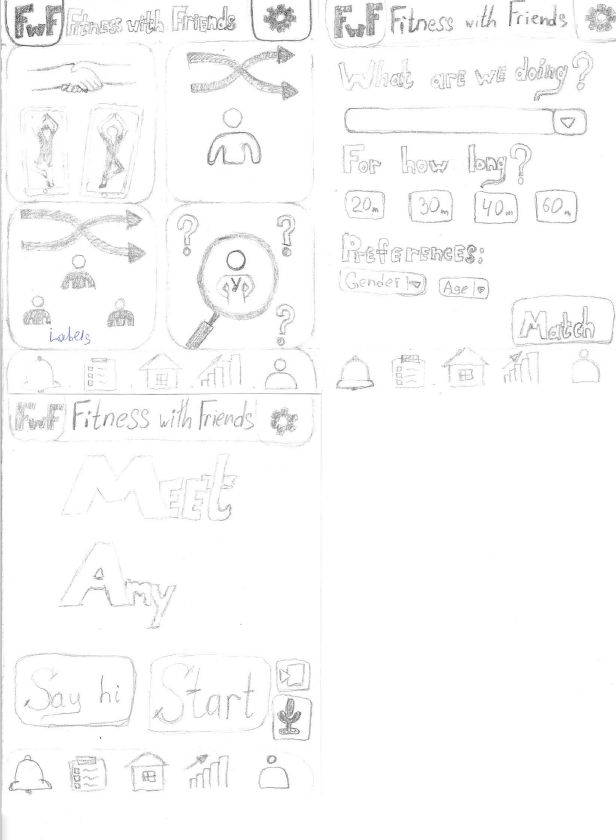 FwF Fitness with Friends
? ?
?
Labels
FwF Fitness with Friends
What are we doing?
For how long?
20m 30m 40m 60m
Preferences:
Gender Age
Match
FwF Fitness with Friends
Meet
Amy
Say hi Start